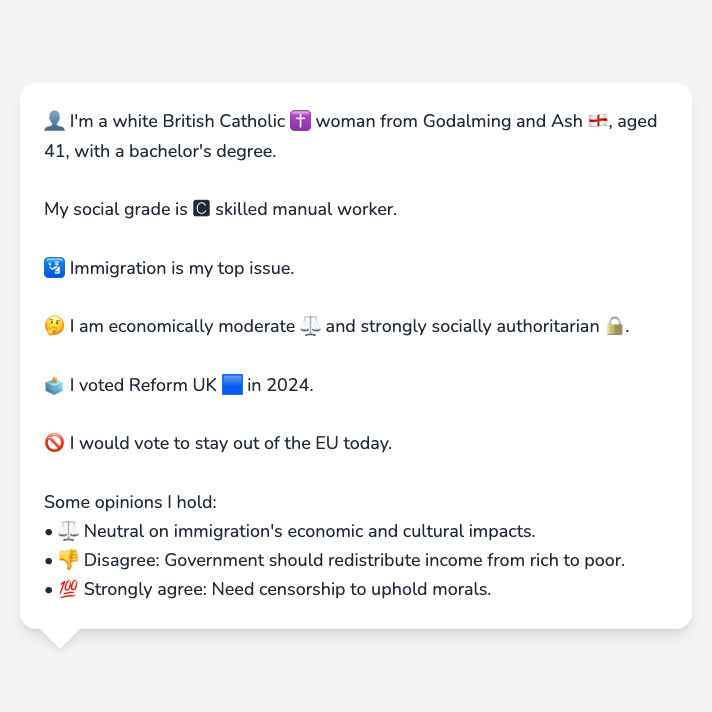 👤 I'm a white British Catholic ✝️ woman from Godalming and Ash 🏴󠁧󠁢󠁥󠁮󠁧󠁿, aged
41, with a bachelor's degree.
My social grade is 🅲 skilled manual worker.
🛂 Immigration is my top issue.
🤔 I am economically moderate ⚖️ and strongly socially authoritarian 🔒.
🗳️ I voted Reform UK 🟦 in 2024.
🚫 I would vote to stay out of the EU today.
Some opinions I hold:
• ⚖️ Neutral on immigration's economic and cultural impacts.
• 👎 Disagree: Government should redistribute income from rich to poor.
• 💯 Strongly agree: Need censorship to uphold morals.